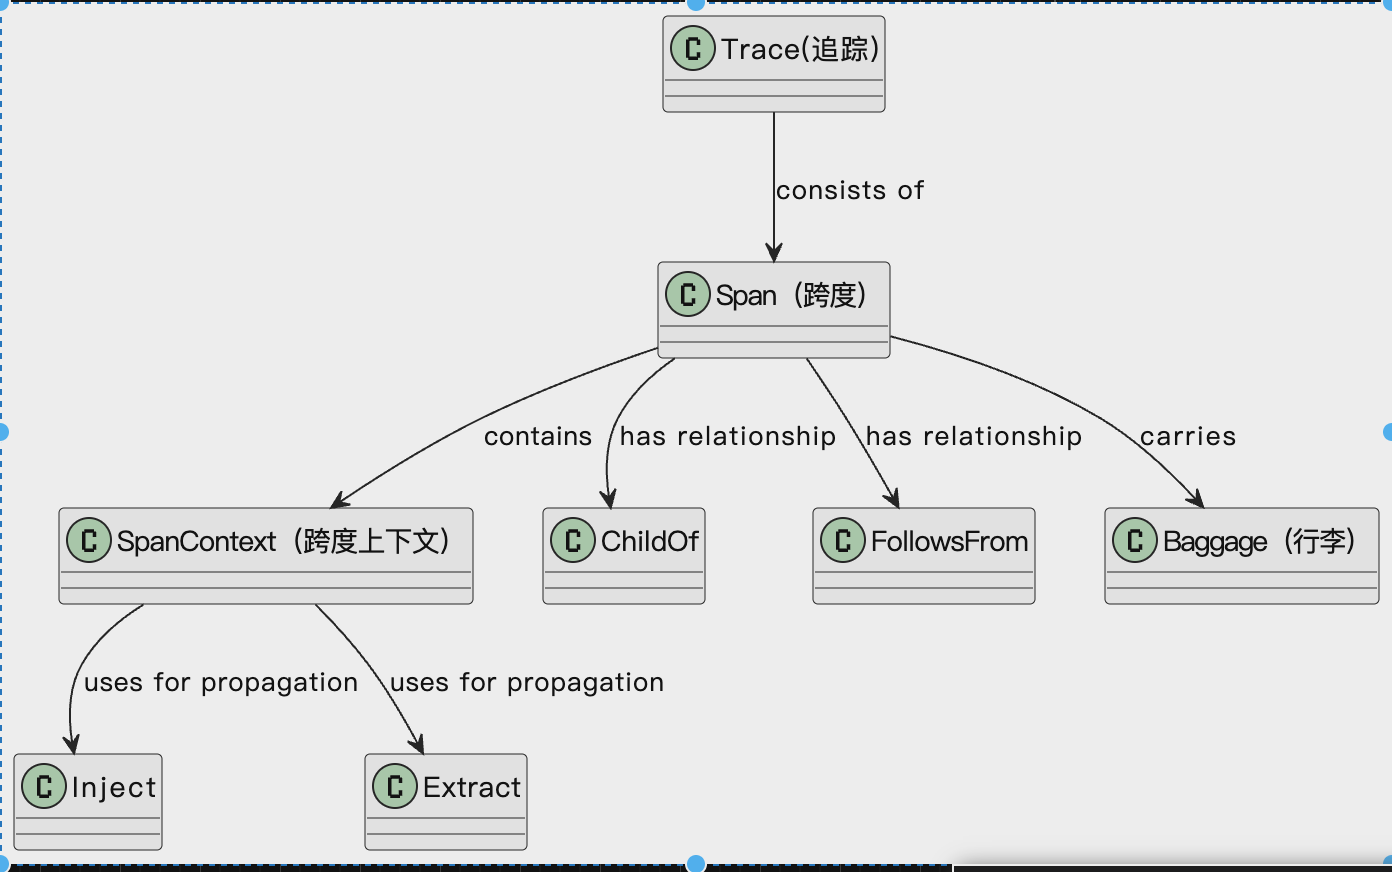 C Trace(追踪)
consists of
C Span（跨度）
contains has relationship has relationship carries
C SpanContext（跨度上下文） C ChildOf C FollowsFrom C Baggage（行李）
uses for propagation uses for propagation
C Inject C Extract